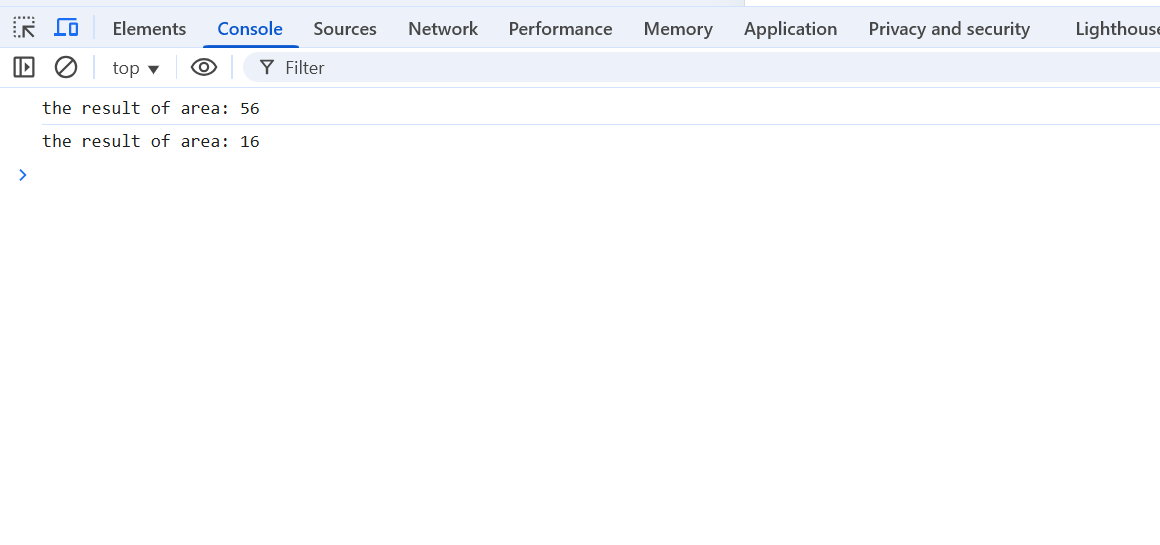 Elements Console Sources Network Performance Memory Application Privacy and security Lighthouse
top Filter
the result of area: 56
the result of area: 16